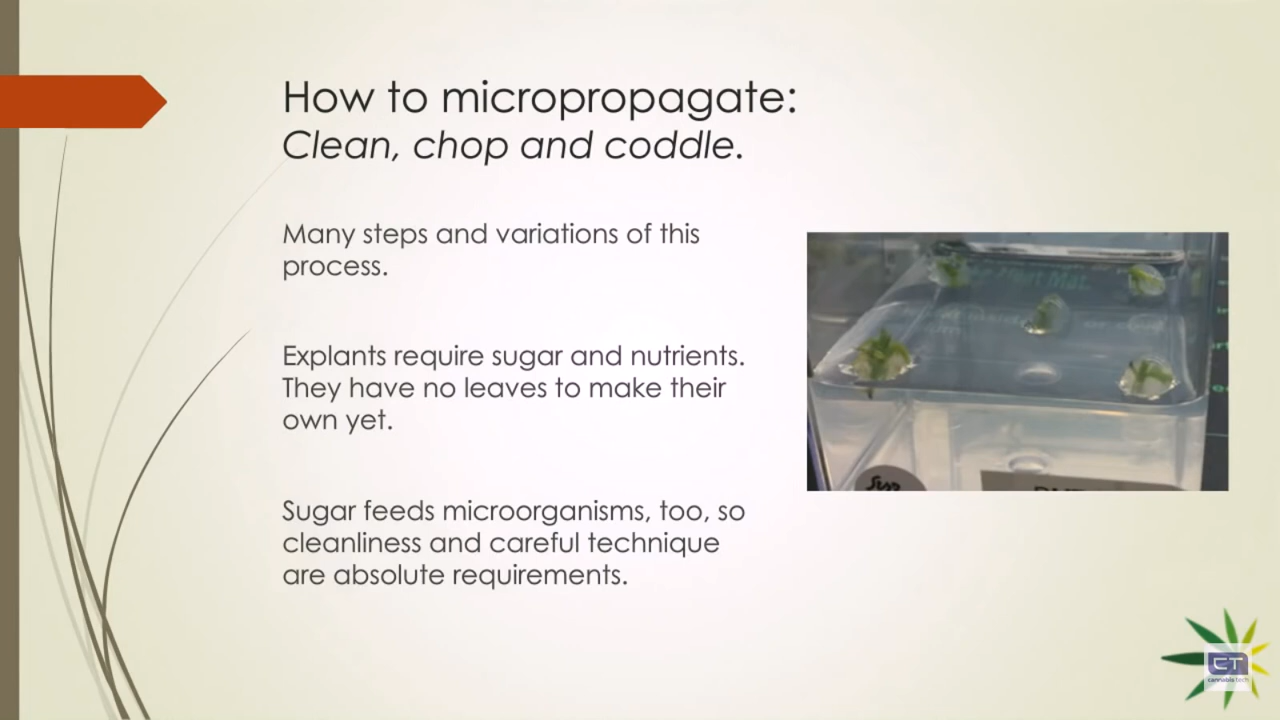 How to micropropagate:
Clean, chop and coddle.
Many steps and variations of this
process.
Explants require sugar and nutrients.
They have no leaves to make their
own yet.
Sugar feeds microorganisms, too, so
cleanliness and careful technique
are absolute requirements.
CT
cannabis tech